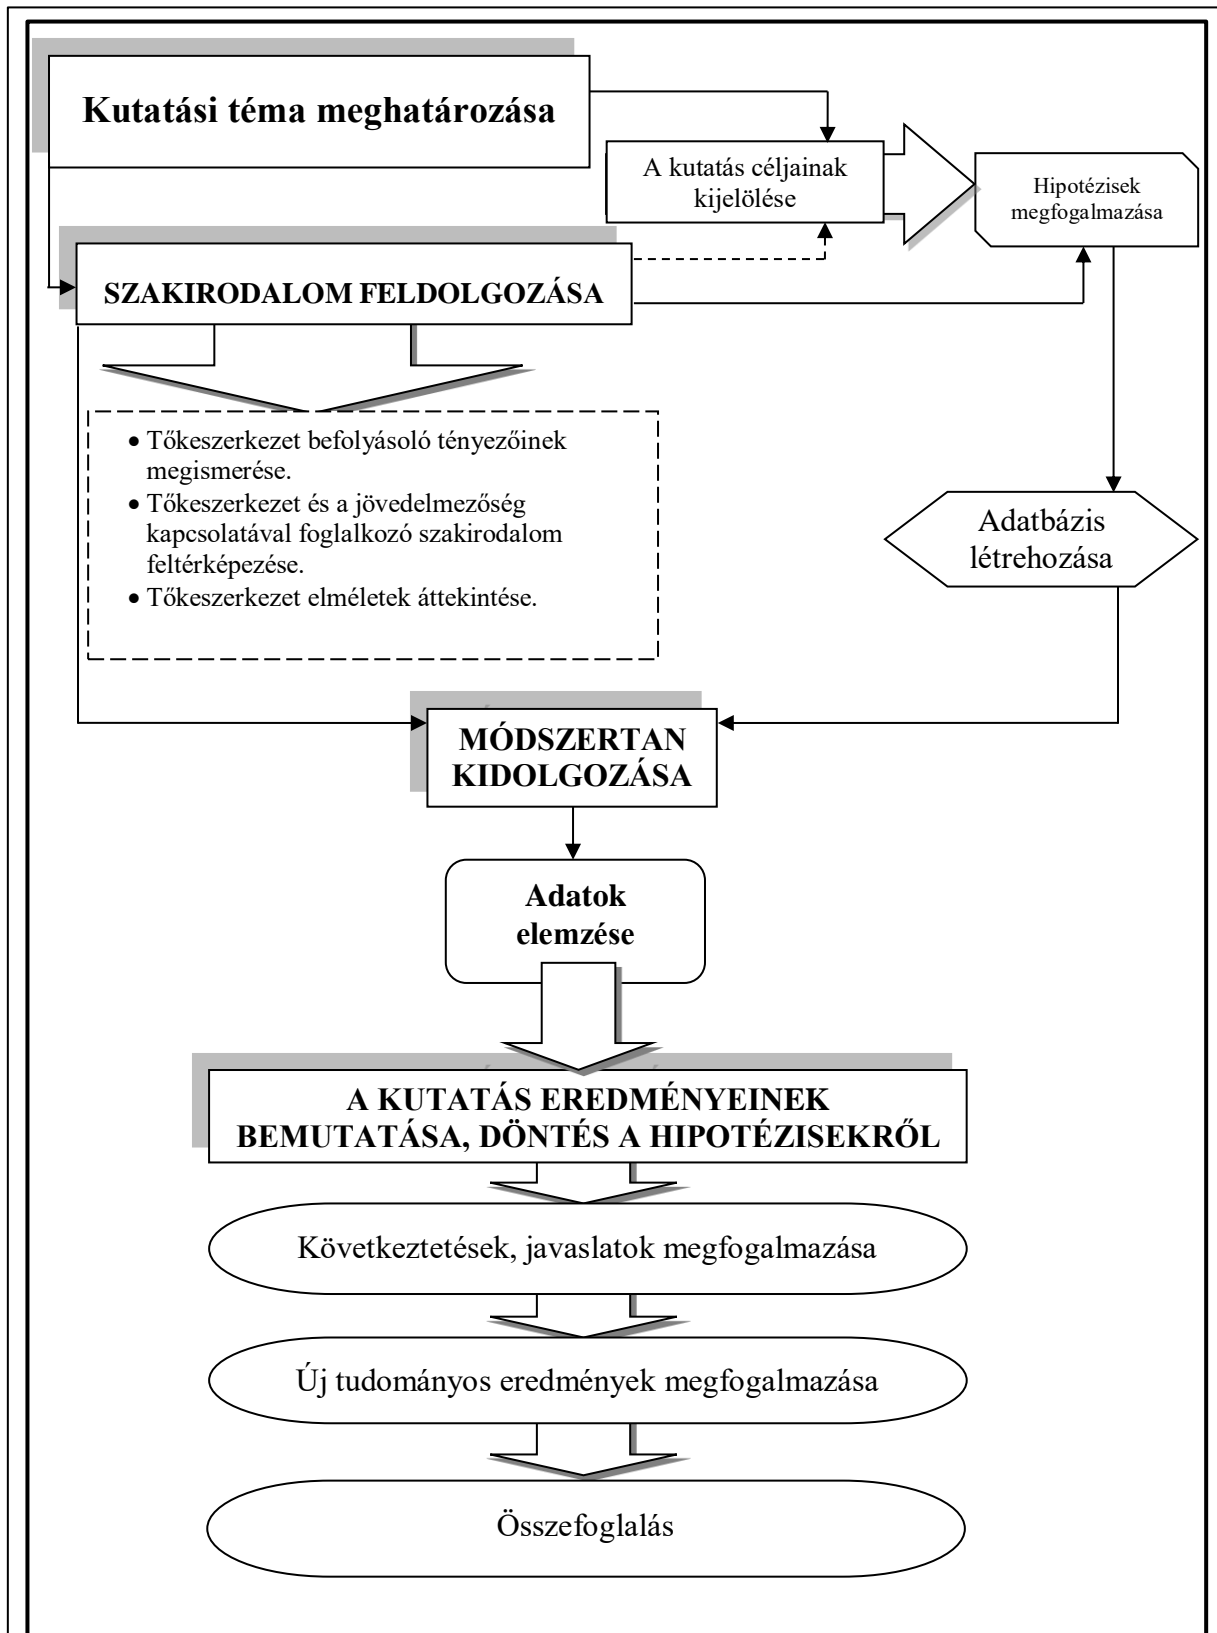 Kutatási téma meghatározása
A kutatás céljainak
kijelölése
Hipotézisek
megfogalmazása
SZAKIRODALOM FELDOLGOZÁSA
• Tőkeszerkezet befolyásoló tényezőinek
megismerése.
• Tőkeszerkezet és a jövedelmezőség
kapcsolatával foglalkozó szakirodalom
feltérképezése.
• Tőkeszerkezet elméletek áttekintése.
Adatbázis
létrehozása
MÓDSZERTAN
KIDOLGOZÁSA
Adatok
elemzése
A KUTATÁS EREDMÉNYEINEK
BEMUTATÁSA, DÖNTÉS A HIPOTÉZISEKRŐL
Következtetések, javaslatok megfogalmazása
Új tudományos eredmények megfogalmazása
Összefoglalás